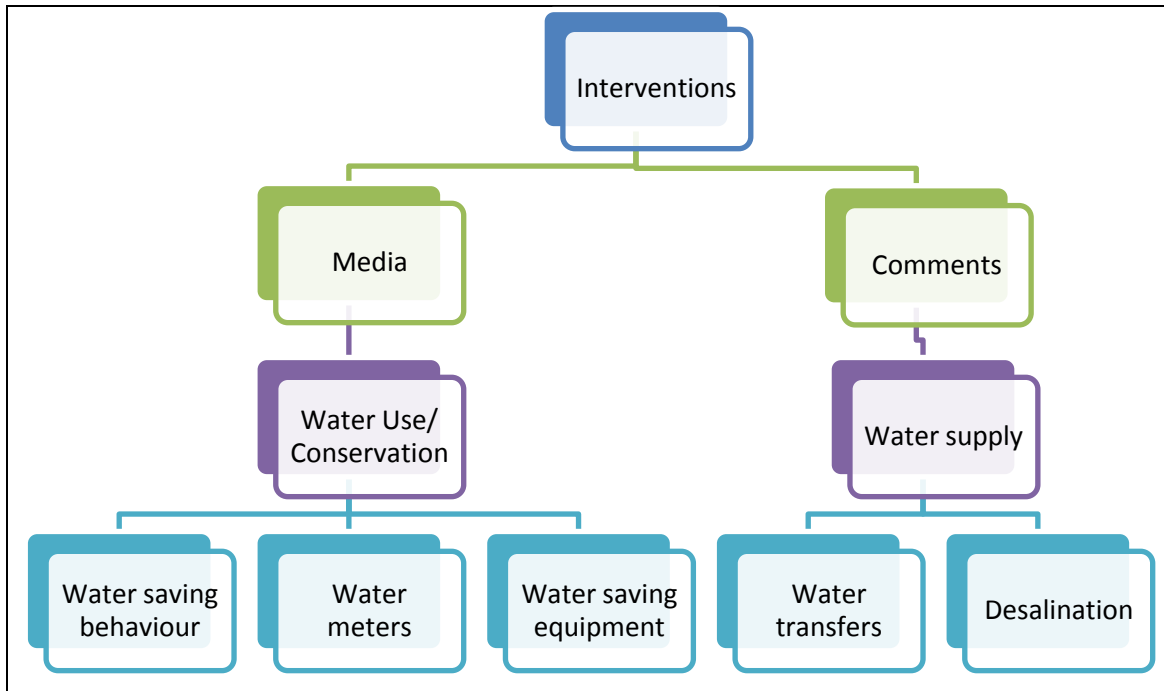 Interventions
Media
Comments
Water Use/
Conservation
Water supply
Water saving
behaviour
Water
meters
Water saving
equipment
Water
transfers
Desalination